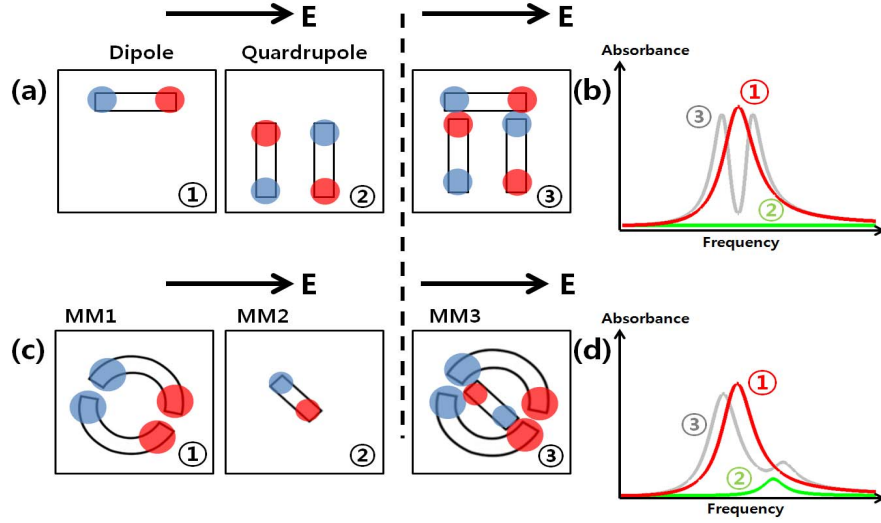 E
E
Dipole
Quadrupole
(a)
①
②
③
(b)
Absorbance
①
③
②
Frequency
E
E
MM1
MM2
MM3
(c)
①
②
③
(d)
Absorbance
①
③
②
Frequency